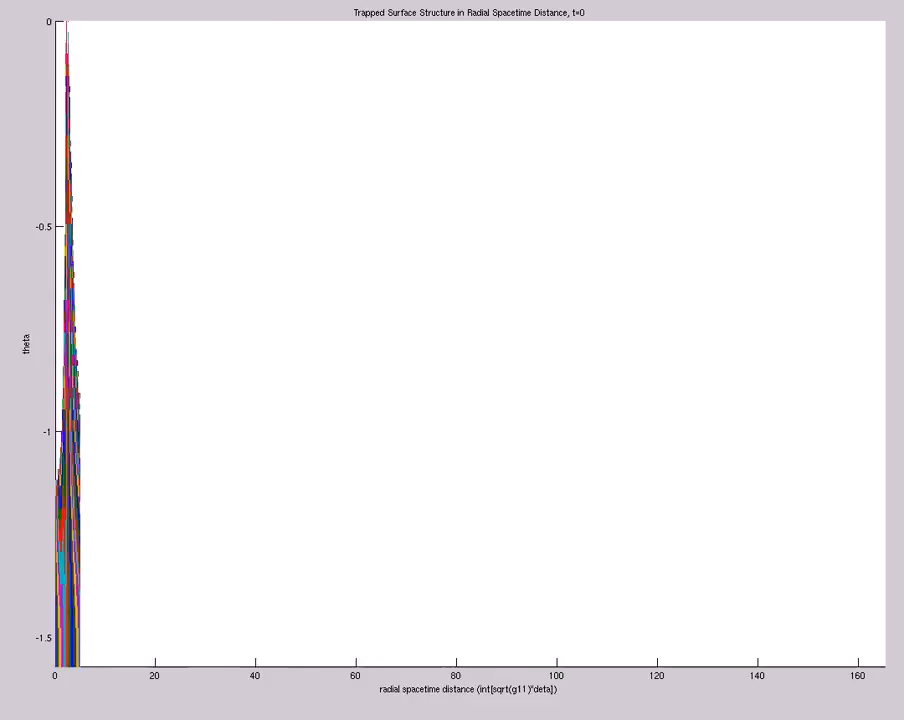 Trapped Surface Structure in Radial Spacetime Distance, t=0
0
-0.5
theta
-1
-1.5
0 20 40 60 80 100 120 140 160
radial spacetime distance (int[sqrt(g11)*deta])